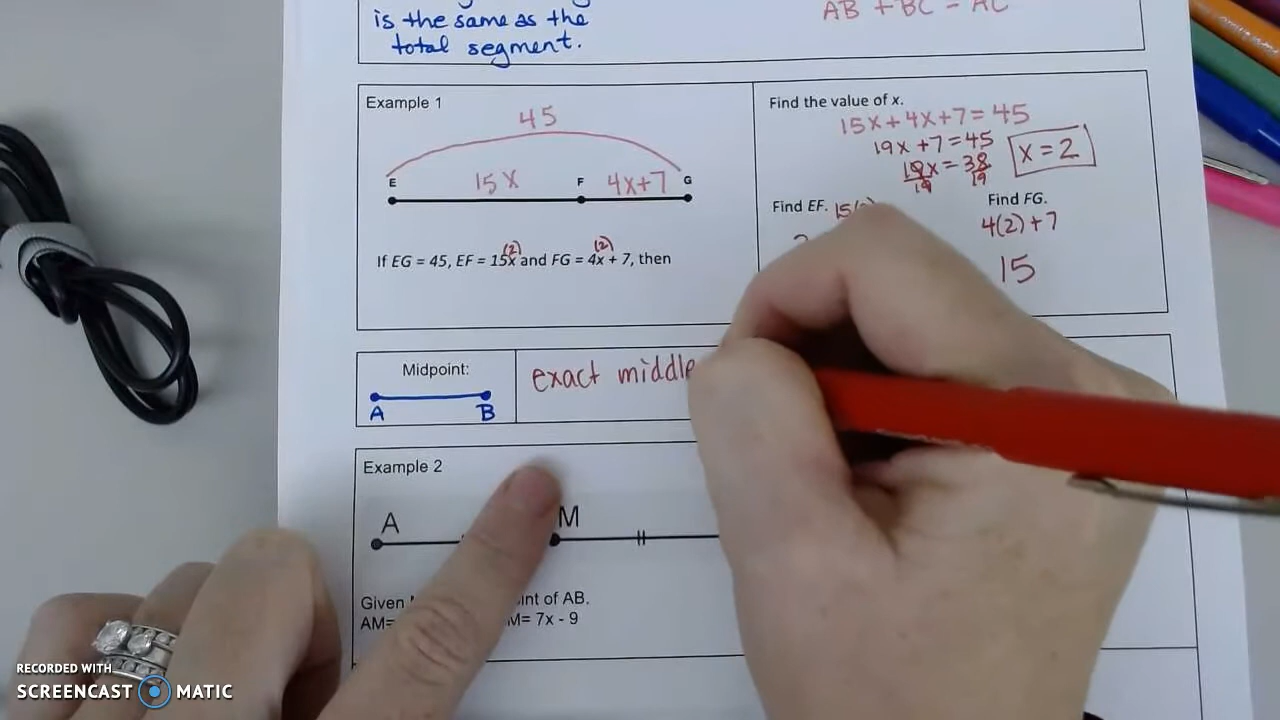 is the same as the
total segment.
AB + BC = AC
Example 1
45
E
15x
F
4x+7
G
If EG = 45, EF = 15x and FG = 4x + 7, then
(2)
(2)
Find the value of x.
15x+4x+7=45
19x +7=45
19x = 38
19
19
x = 2
Find EF.
Find FG.
4(2)+7
15
Midpoint:
A
B
exact middle
Example 2
A
M
Given
AB.
AM=
= 7x - 9
RECORDED WITH
SCREENCAST MATIC